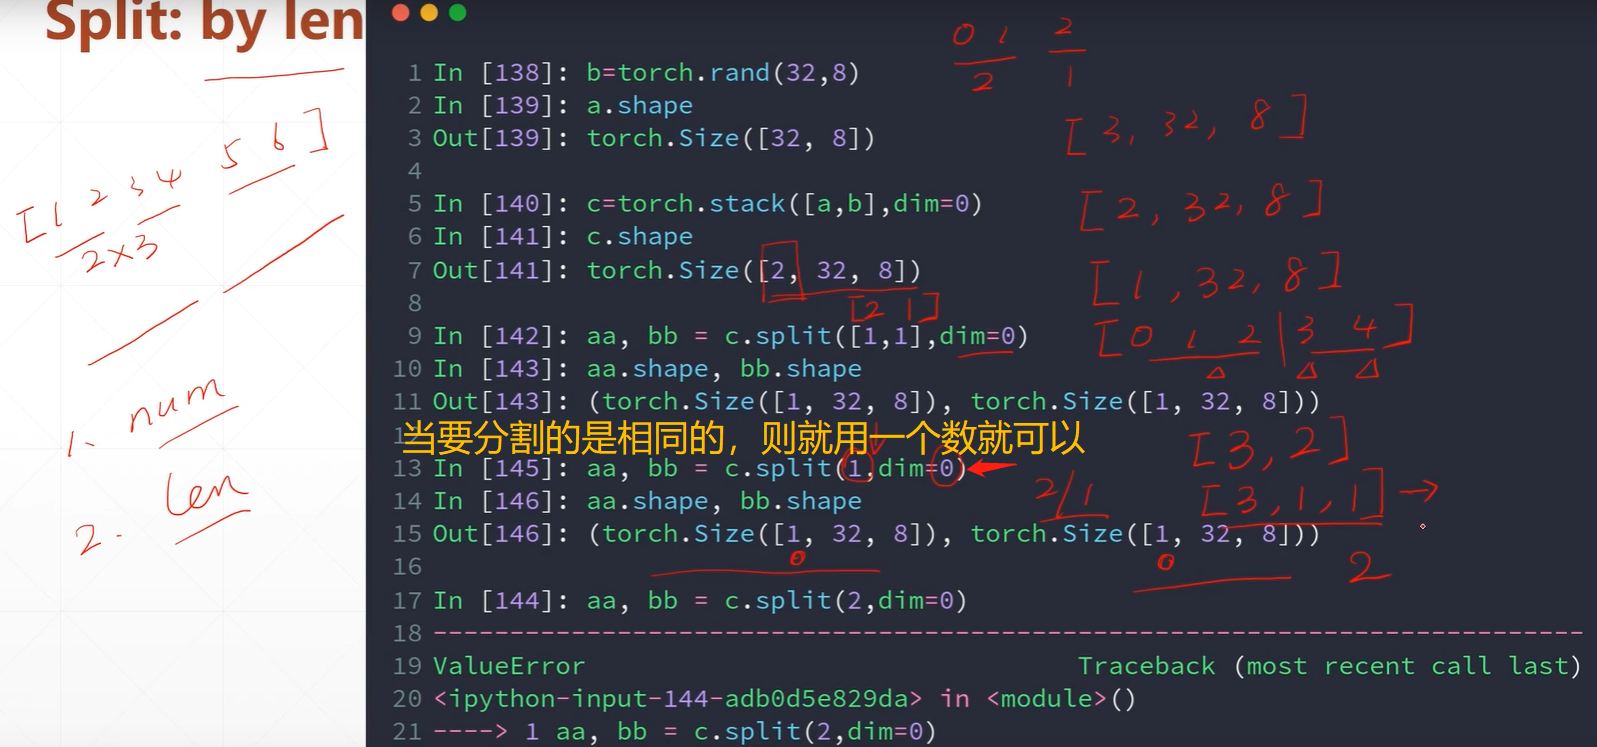 Split: by len
[1 2 3 4 5 6]
2×3
1. num
2. len
0 1 2
2 1
[3, 32, 8]
[2, 32, 8]
[1, 32, 8]
[0 1 2 | 3 4]
[3, 2]
[3, 1, 1] →
2/1
2
[2 1]
1 In [138]: b=torch.rand(32,8)
2 In [139]: a.shape
3 Out[139]: torch.Size([32, 8])
4
5 In [140]: c=torch.stack([a,b],dim=0)
6 In [141]: c.shape
7 Out[141]: torch.Size([2, 32, 8])
8
9 In [142]: aa, bb = c.split([1,1],dim=0)
10 In [143]: aa.shape, bb.shape
11 Out[143]: (torch.Size([1, 32, 8]), torch.Size([1, 32, 8]))
12
当要分割的是相同的，则就用一个数就可以
13 In [145]: aa, bb = c.split(1,dim=0)
14 In [146]: aa.shape, bb.shape
15 Out[146]: (torch.Size([1, 32, 8]), torch.Size([1, 32, 8]))
0 0
16
17 In [144]: aa, bb = c.split(2,dim=0)
18 ---------------------------------------------------------------------------
19 ValueError Traceback (most recent call last)
20 <ipython-input-144-adb0d5e829da> in <module>()
21 ----> 1 aa, bb = c.split(2,dim=0)